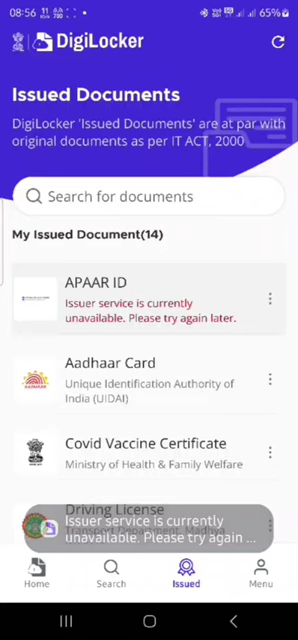 08:56
65%
DigiLocker
Issued Documents
DigiLocker 'Issued Documents' are at par with
original documents as per IT ACT, 2000
Search for documents
My Issued Document(14)
APAAR ID
Issuer service is currently
unavailable. Please try again later.
Aadhaar Card
Unique Identification Authority of
India (UIDAI)
Covid Vaccine Certificate
Ministry of Health & Family Welfare
Driving License
Transport Department, Madhya
Issuer service is currently
unavailable. Please try again ...
Home
Search
Issued
Menu